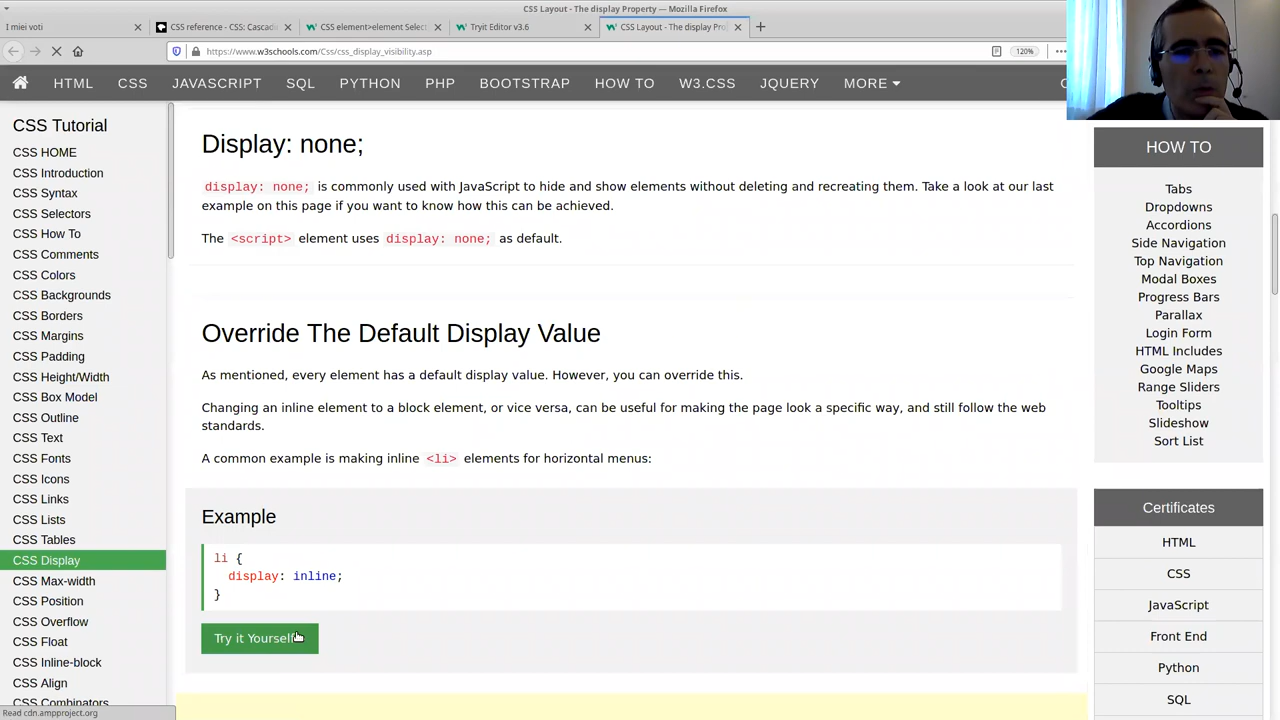 CSS Layout - The display Property — Mozilla Firefox
I miei voti
CSS reference - CSS: Cascadi
CSS element>element Select
Tryit Editor v3.6
CSS Layout - The display Prop
https://www.w3schools.com/Css/css_display_visibility.asp
120%
HTML
CSS
JAVASCRIPT
SQL
PYTHON
PHP
BOOTSTRAP
HOW TO
W3.CSS
JQUERY
MORE
CSS Tutorial
CSS HOME
CSS Introduction
CSS Syntax
CSS Selectors
CSS How To
CSS Comments
CSS Colors
CSS Backgrounds
CSS Borders
CSS Margins
CSS Padding
CSS Height/Width
CSS Box Model
CSS Outline
CSS Text
CSS Fonts
CSS Icons
CSS Links
CSS Lists
CSS Tables
CSS Display
CSS Max-width
CSS Position
CSS Overflow
CSS Float
CSS Inline-block
CSS Align
CSS Combinators
Read cdn.ampproject.org
Display: none;
display: none; is commonly used with JavaScript to hide and show elements without deleting and recreating them. Take a look at our last
example on this page if you want to know how this can be achieved.
The <script> element uses display: none; as default.
Override The Default Display Value
As mentioned, every element has a default display value. However, you can override this.
Changing an inline element to a block element, or vice versa, can be useful for making the page look a specific way, and still follow the web
standards.
A common example is making inline <li> elements for horizontal menus:
Example
li {
display: inline;
}
Try it Yourself
HOW TO
Tabs
Dropdowns
Accordions
Side Navigation
Top Navigation
Modal Boxes
Progress Bars
Parallax
Login Form
HTML Includes
Google Maps
Range Sliders
Tooltips
Slideshow
Sort List
Certificates
HTML
CSS
JavaScript
Front End
Python
SQL